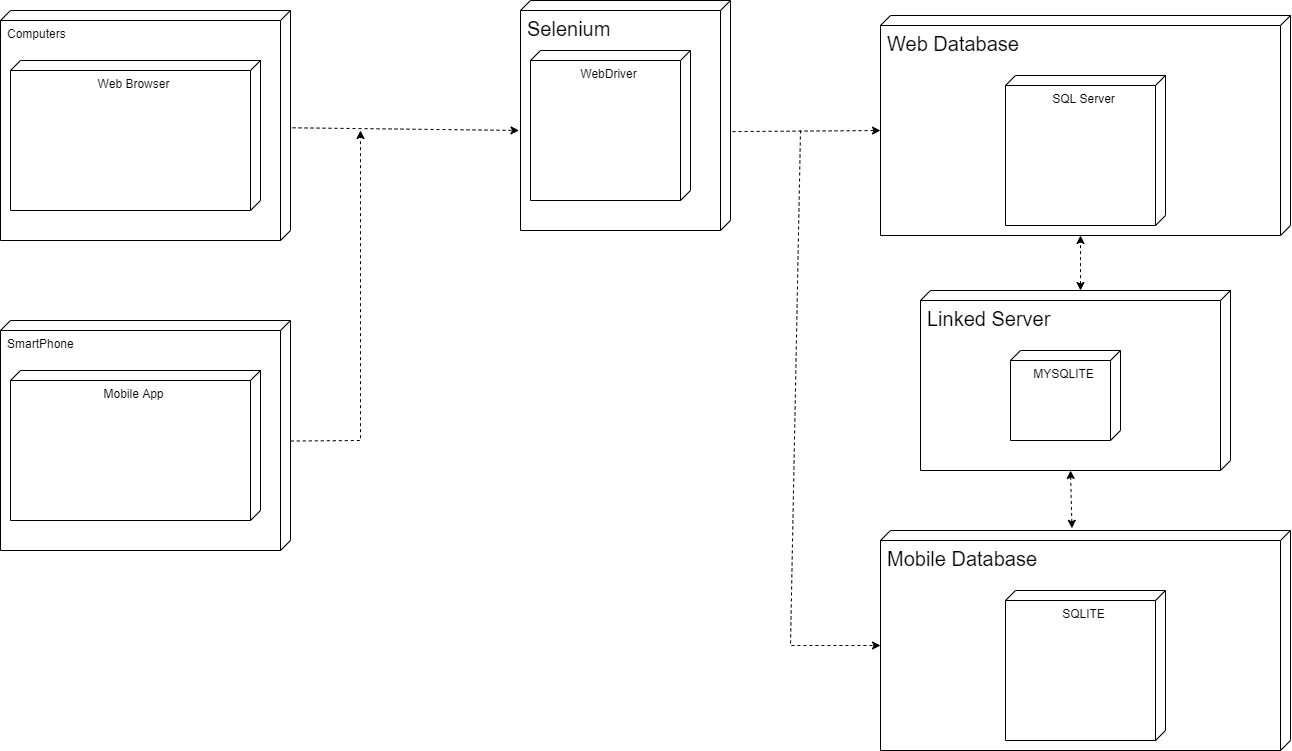 Computers
Web Browser
SmartPhone
Mobile App
Selenium
WebDriver
Web Database
SQL Server
Linked Server
MYSQLITE
Mobile Database
SQLITE